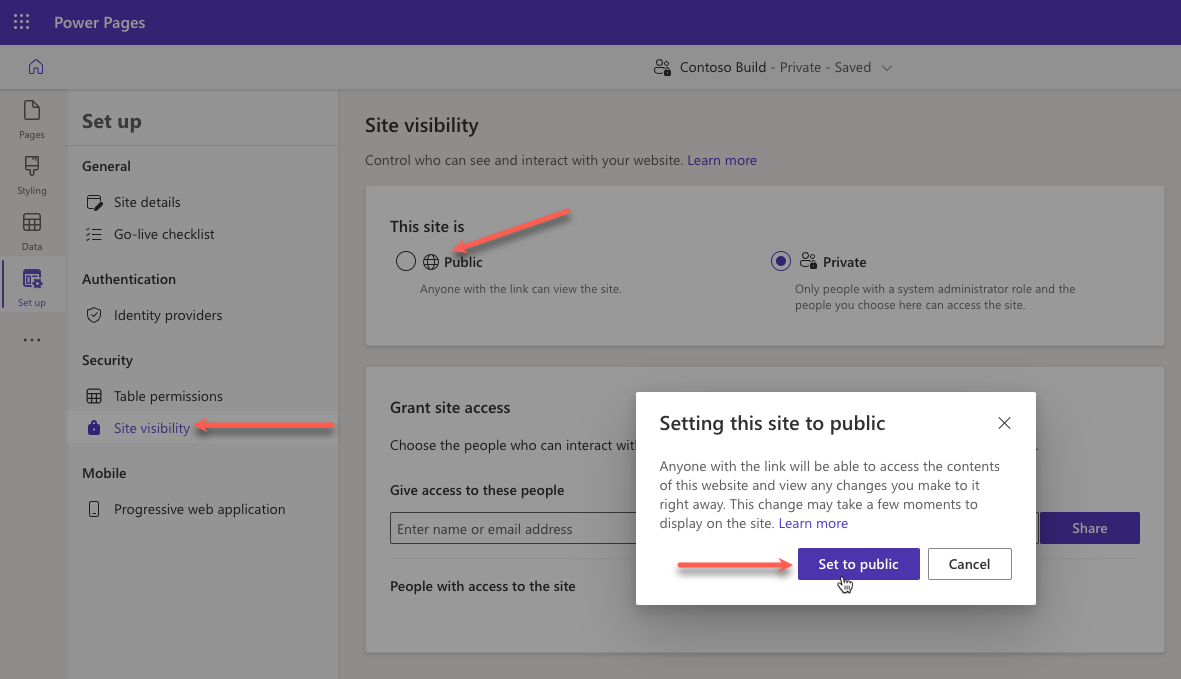 Power Pages
Contoso Build - Private - Saved
Pages
Styling
Data
Set up
Set up
General
Site details
Go-live checklist
Authentication
Identity providers
Security
Table permissions
Site visibility
Mobile
Progressive web application
Site visibility
Control who can see and interact with your website. Learn more
This site is
Public
Anyone with the link can view the site.
Private
Only people with a system administrator role and the
people you choose here can access the site.
Grant site access
Choose the people who can interact wit
Give access to these people
Enter name or email address
Share
People with access to the site
Setting this site to public
Anyone with the link will be able to access the contents
of this website and view any changes you make to it
right away. This change may take a few moments to
display on the site. Learn more
Set to public
Cancel